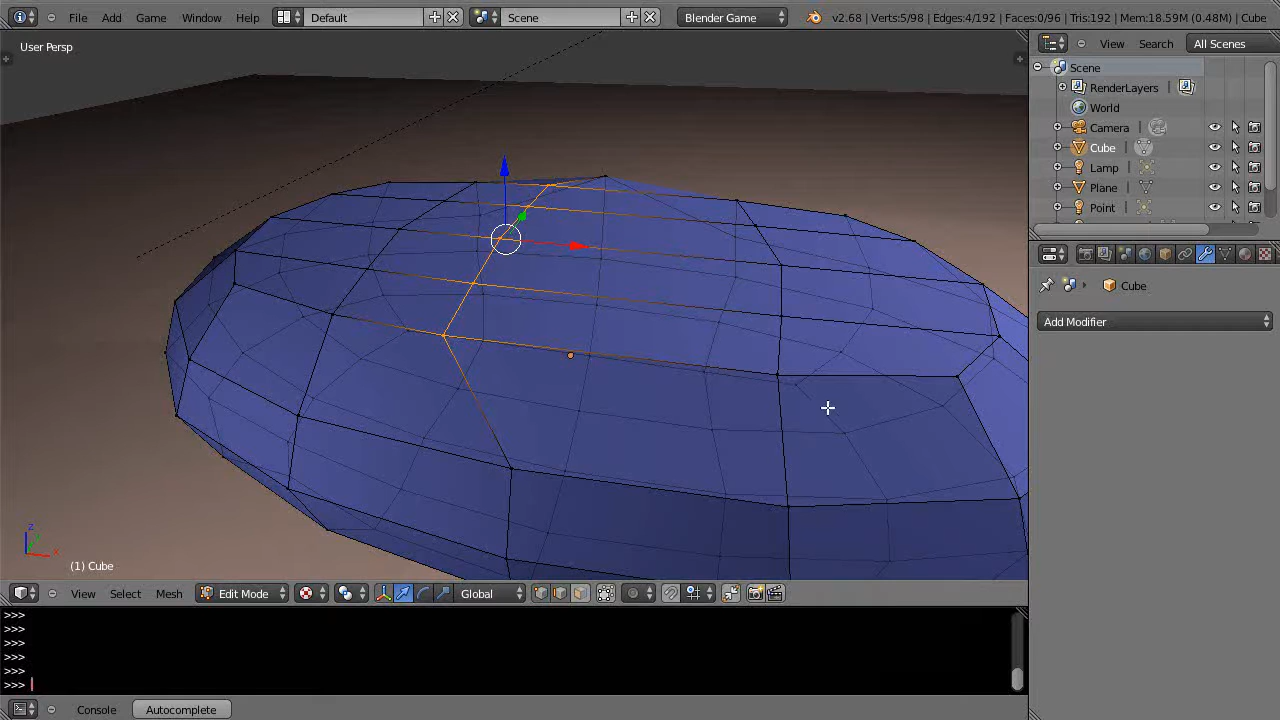 File Add Game Window Help Default Scene Blender Game v2.68 | Verts:5/98 | Edges:4/192 | Faces:0/96 | Tris:192 | Mem:18.59M (0.48M) | Cube
User Persp
View Search All Scenes
Scene
RenderLayers
World
Camera
Cube
Lamp
Plane
Point
Cube
Add Modifier
z
x
(1) Cube
View Select Mesh Edit Mode Global
>>>
>>>
>>>
>>>
>>>
>>>
Console Autocomplete